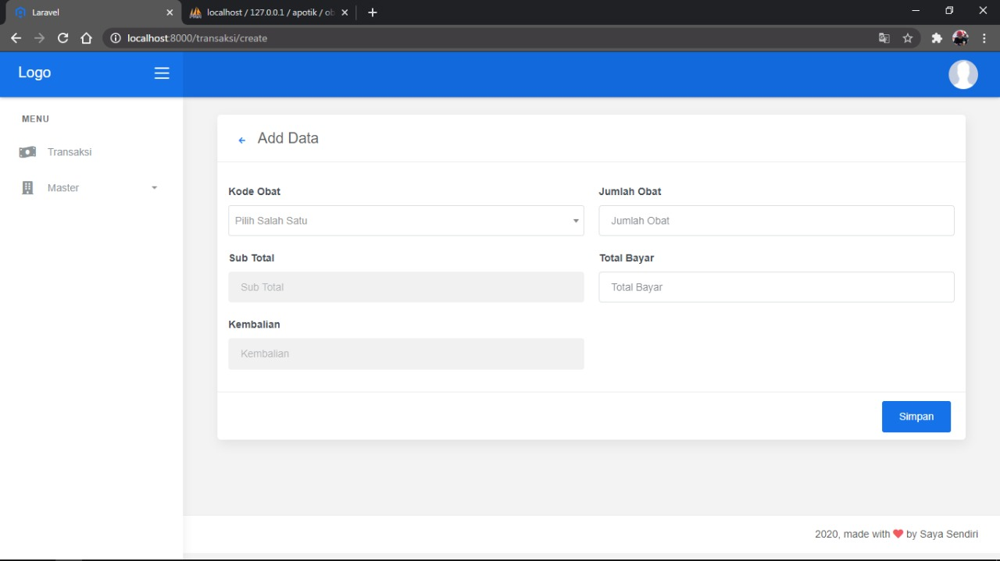 Laravel
localhost / 127.0.0.1 / apotik / ob
localhost:8000/transaksi/create
Logo
MENU
Transaksi
Master
Add Data
Kode Obat
Jumlah Obat
Pilih Salah Satu
Jumlah Obat
Sub Total
Total Bayar
Sub Total
Total Bayar
Kembalian
Kembalian
Simpan
2020, made with ❤ by Saya Sendiri